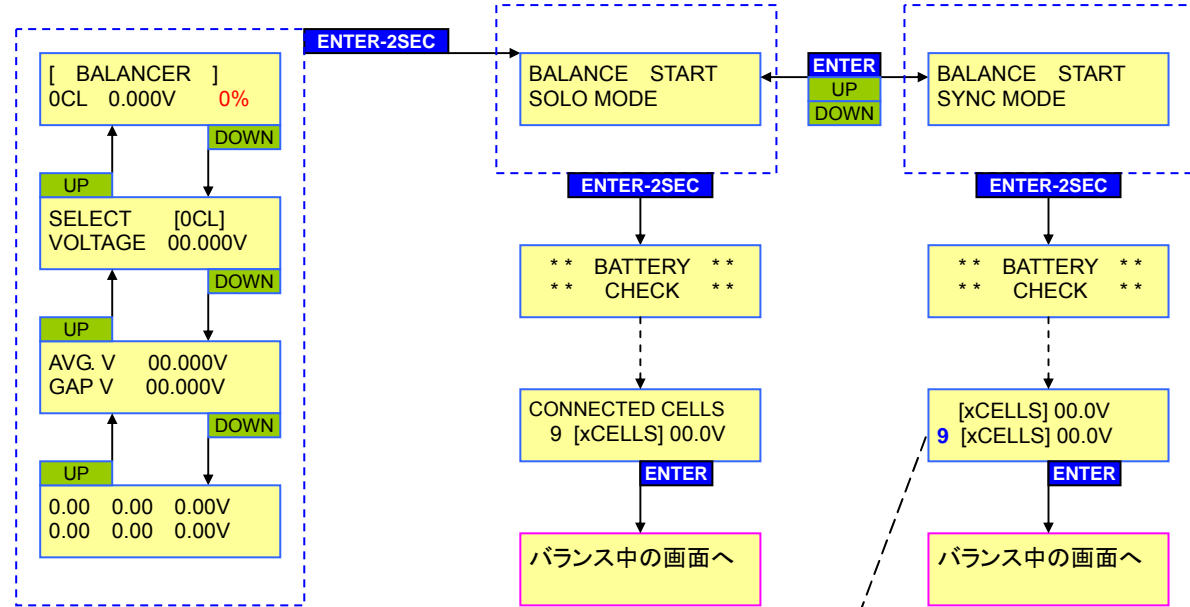 [ BALANCER ]
0CL 0.000V 0%
DOWN
UP
SELECT [0CL]
VOLTAGE 00.000V
DOWN
UP
AVG. V 00.000V
GAP V 00.000V
DOWN
UP
0.00 0.00 0.00V
0.00 0.00 0.00V
ENTER-2SEC
BALANCE START
SOLO MODE
ENTER
UP
DOWN
BALANCE START
SYNC MODE
ENTER-2SEC
** BATTERY **
** CHECK **
CONNECTED CELLS
9 [xCELLS] 00.0V
ENTER
バランス中の画面へ
ENTER-2SEC
** BATTERY **
** CHECK **
[xCELLS] 00.0V
9 [xCELLS] 00.0V
ENTER
バランス中の画面へ